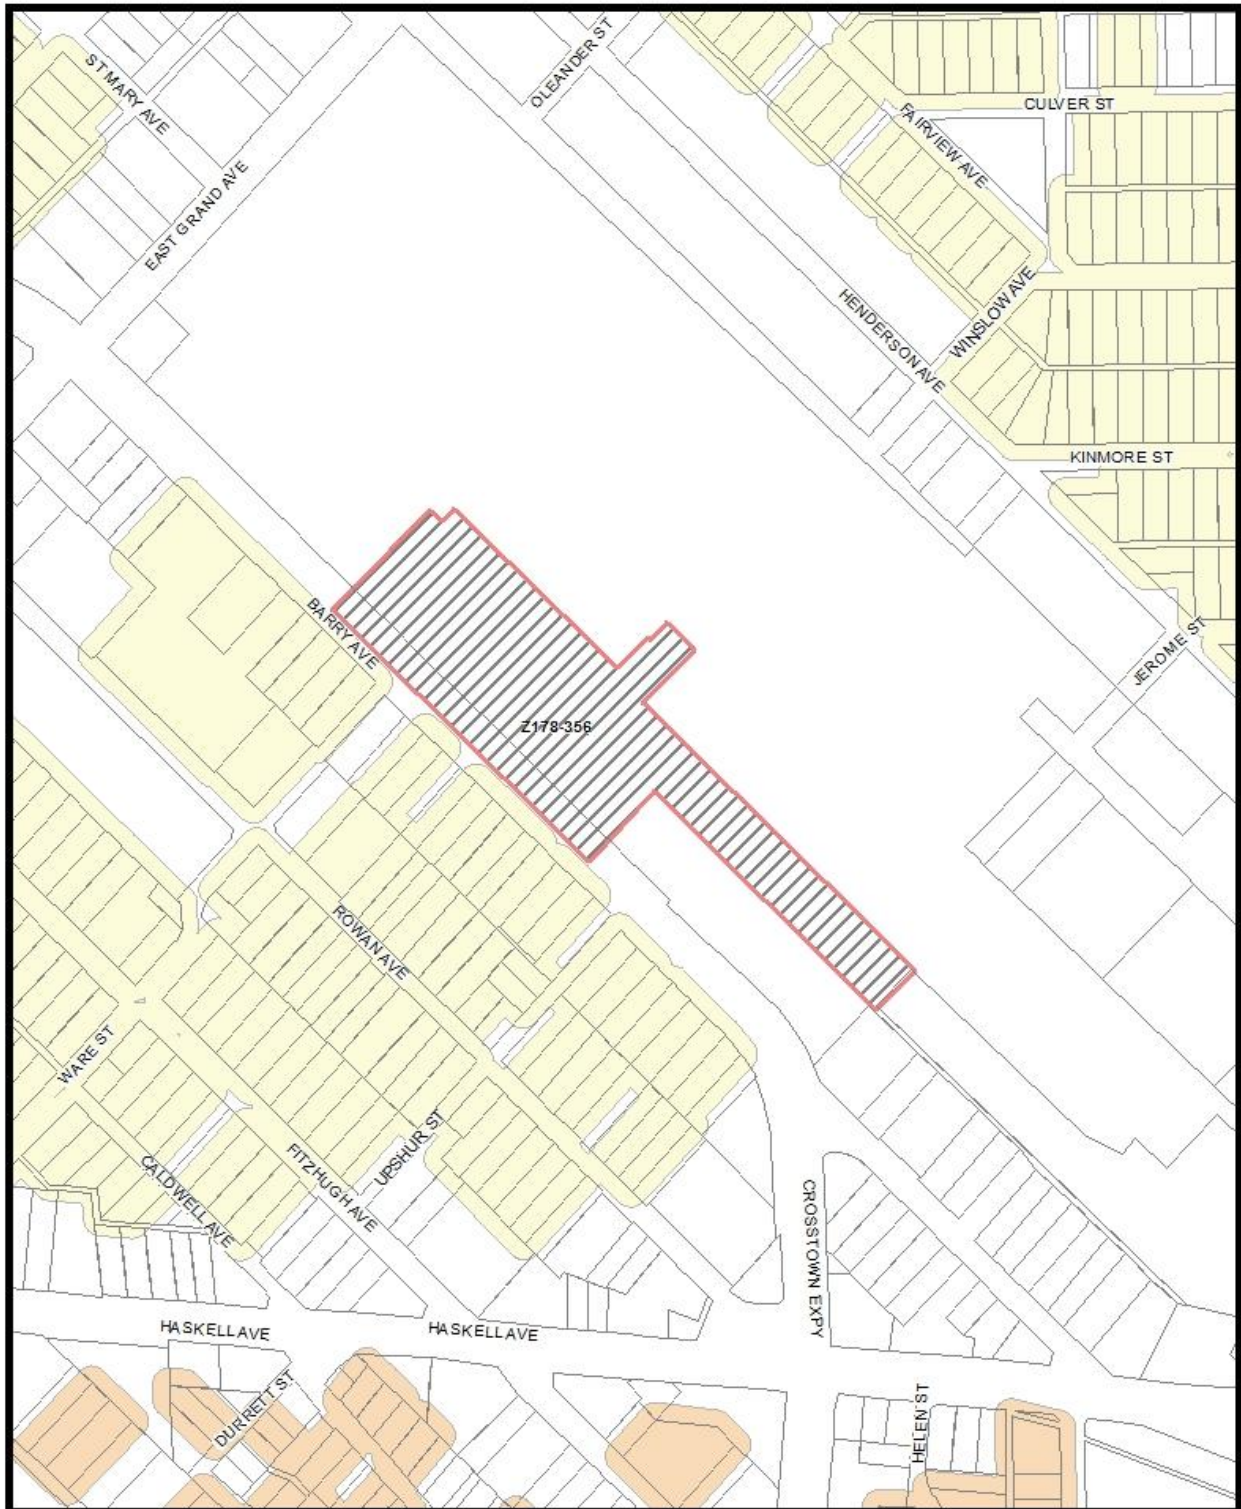 OLEANDER ST
ST MARY AVE
CULVER ST
FAIRVIEW AVE
EAST GRAND AVE
HENDERSON AVE
WINSLOW AVE
KINMORE ST
BARRY AVE
JEROME ST
Z178-356
ROWAN AVE
WARE ST
UPSHUR ST
FITZHUGH AVE
CALDWELL AVE
CROSSTOWN EXPY
HASKELL AVE
HASKELL AVE
DURRETT ST
HELEN ST